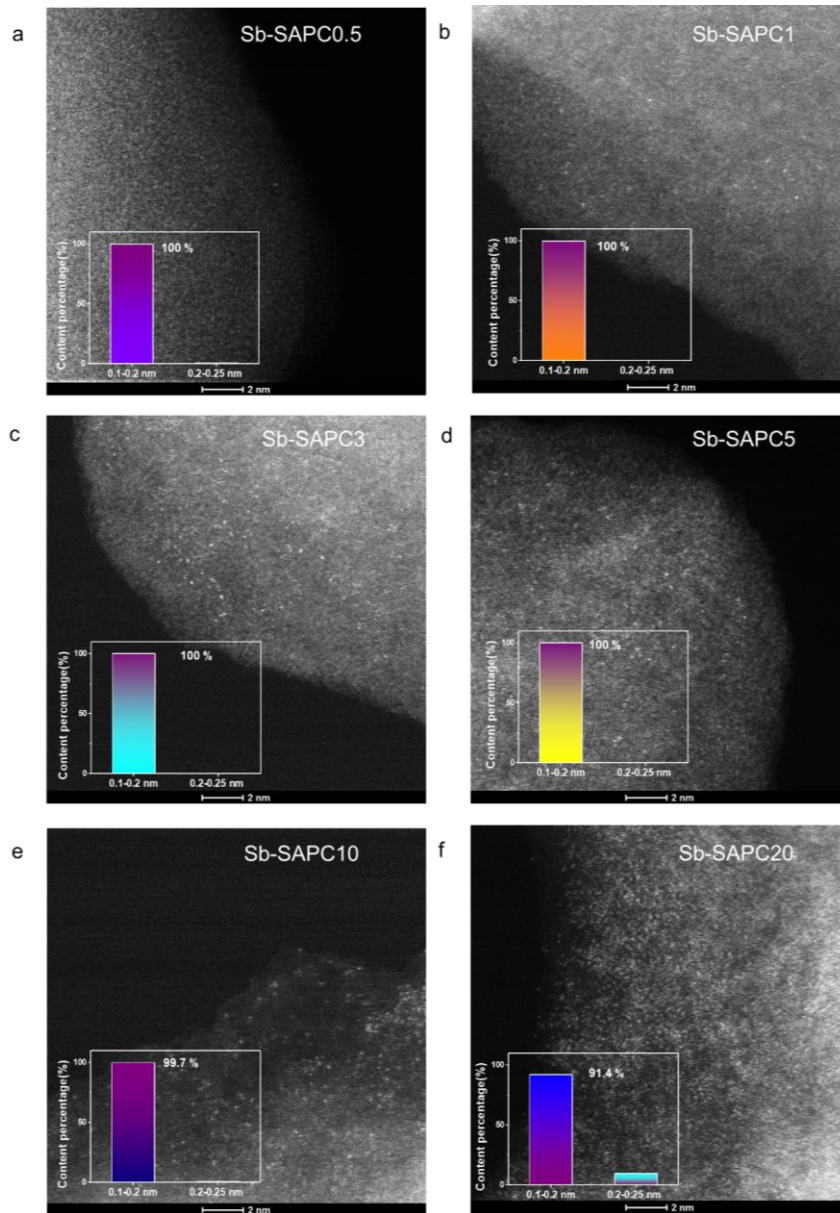 a
Sb-SAPC0.5
Content percentage(%)
100
50
0
100 %
0.1-0.2 nm
0.2-0.25 nm
2 nm
b
Sb-SAPC1
Content percentage(%)
100
50
0
100 %
0.1-0.2 nm
0.2-0.25 nm
2 nm
c
Sb-SAPC3
Content percentage(%)
100
50
0
100 %
0.1-0.2 nm
0.2-0.25 nm
2 nm
d
Sb-SAPC5
Content percentage(%)
100
50
0
100 %
0.1-0.2 nm
0.2-0.25 nm
2 nm
e
Sb-SAPC10
Content percentage(%)
100
50
0
99.7 %
0.1-0.2 nm
0.2-0.25 nm
2 nm
f
Sb-SAPC20
Content percentage(%)
100
50
0
91.4 %
0.1-0.2 nm
0.2-0.25 nm
2 nm